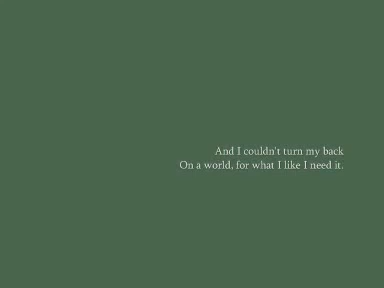 And I couldn't turn my back
On a world, for what I like I need it.